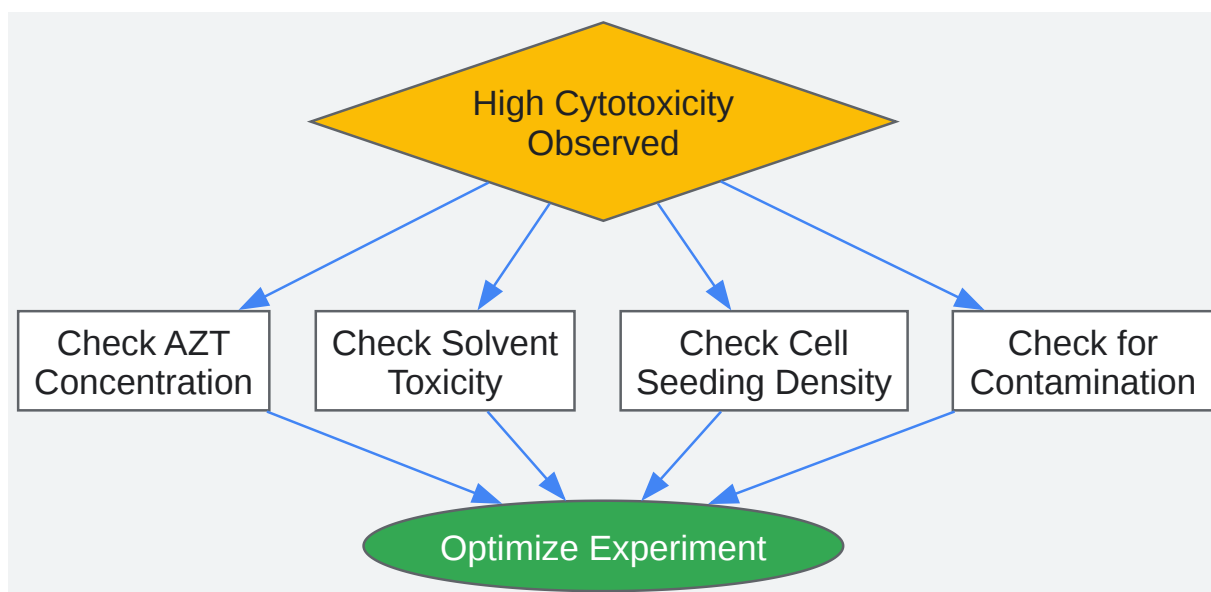 High Cytotoxicity
Observed
Check AZT
Concentration
Check Solvent
Toxicity
Check Cell
Seeding Density
Check for
Contamination
Optimize Experiment